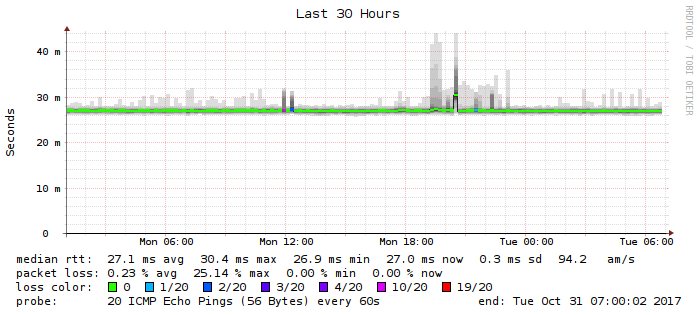 Last 30 Hours
RRDTOOL / TOBI OETIKER
Seconds
40 m
30 m
20 m
10 m
0
Mon 06:00 Mon 12:00 Mon 18:00 Tue 00:00 Tue 06:00
median rtt: 27.1 ms avg 30.4 ms max 26.9 ms min 27.0 ms now 0.3 ms sd 94.2 am/s
packet loss: 0.23 % avg 25.14 % max 0.00 % min 0.00 % now
loss color: 0 1/20 2/20 3/20 4/20 10/20 19/20
probe: 20 ICMP Echo Pings (56 Bytes) every 60s end: Tue Oct 31 07:00:02 2017